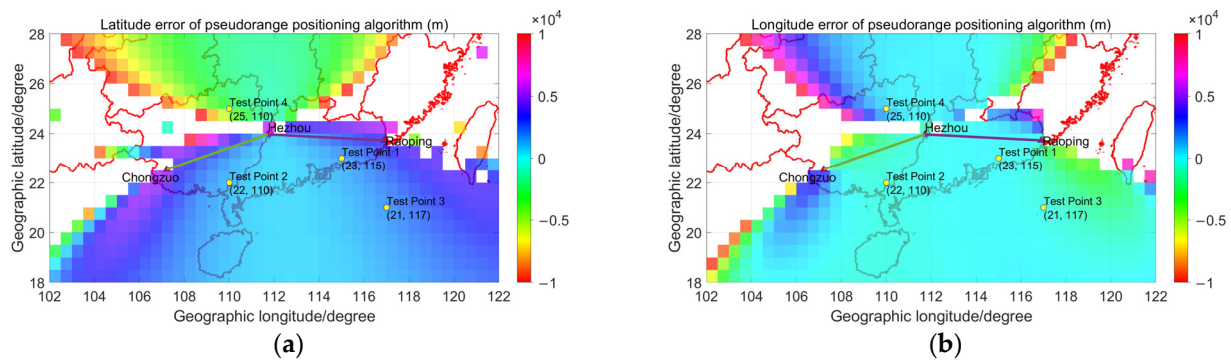 Latitude error of pseudorange positioning algorithm (m)
×10⁴
28
26
24
22
20
18
Geographic latitude/degree
102 104 106 108 110 112 114 116 118 120 122
Geographic longitude/degree
Test Point 4
(25, 110)
Hezhou
Raoping
Test Point 1
(23, 115)
Chongzuo
Test Point 2
(22, 110)
Test Point 3
(21, 117)
1
0.5
0
−0.5
−1
(a)
Longitude error of pseudorange positioning algorithm (m)
×10⁴
28
26
24
22
20
18
Geographic latitude/degree
102 104 106 108 110 112 114 116 118 120 122
Geographic longitude/degree
Test Point 4
(25, 110)
Hezhou
Raoping
Test Point 1
(23, 115)
Chongzuo
Test Point 2
(22, 110)
Test Point 3
(21, 117)
1
0.5
0
−0.5
−1
(b)